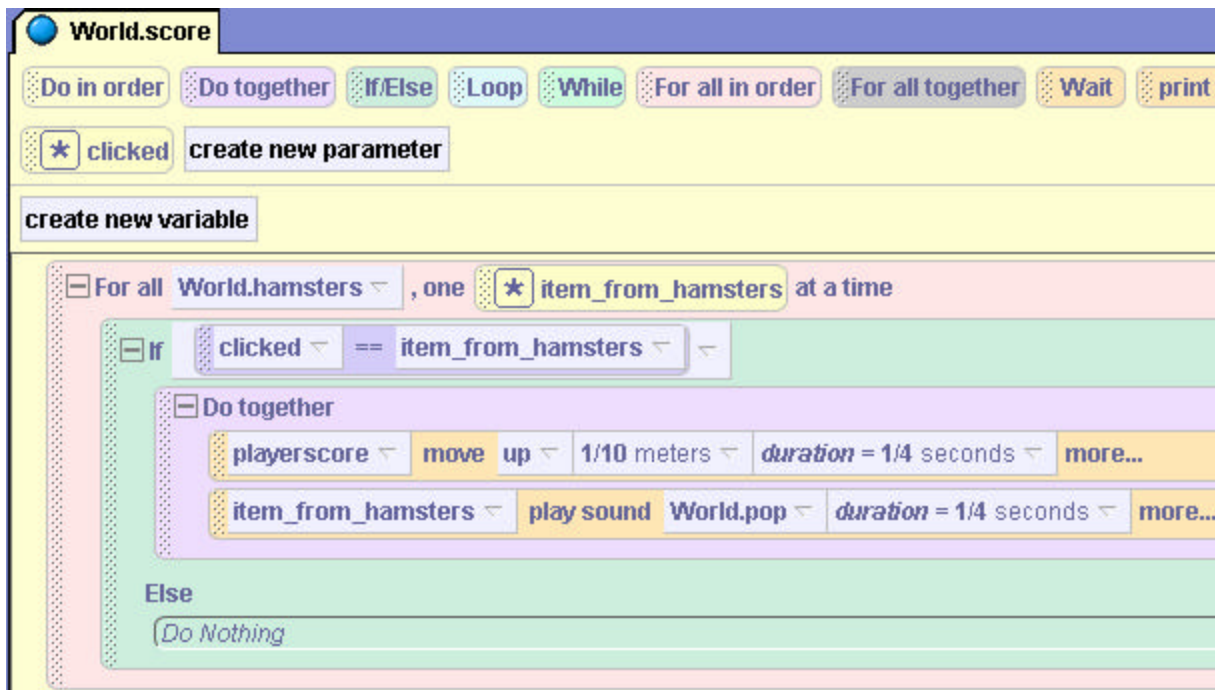 World.score
Do in order Do together If/Else Loop While For all in order For all together Wait print
* clicked create new parameter
create new variable
For all World.hamsters , one * item_from_hamsters at a time
If clicked == item_from_hamsters
Do together
playerscore move up 1/10 meters duration = 1/4 seconds more...
item_from_hamsters play sound World.pop duration = 1/4 seconds more...
Else
Do Nothing